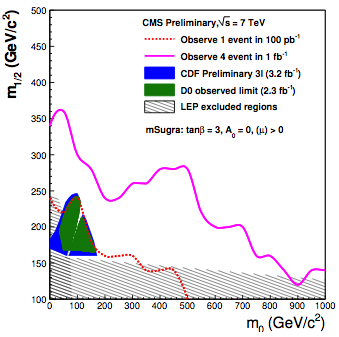 CMS Preliminary, √s = 7 TeV
Observe 1 event in 100 pb⁻¹
Observe 4 event in 1 fb⁻¹
CDF Preliminary 3l (3.2 fb⁻¹)
D0 observed limit (2.3 fb⁻¹)
LEP excluded regions
mSugra: tanβ = 3, A₀ = 0, (μ) > 0
m₁/₂ (GeV/c²)
500
450
400
350
300
250
200
150
100
0 100 200 300 400 500 600 700 800 900 1000
m₀ (GeV/c²)